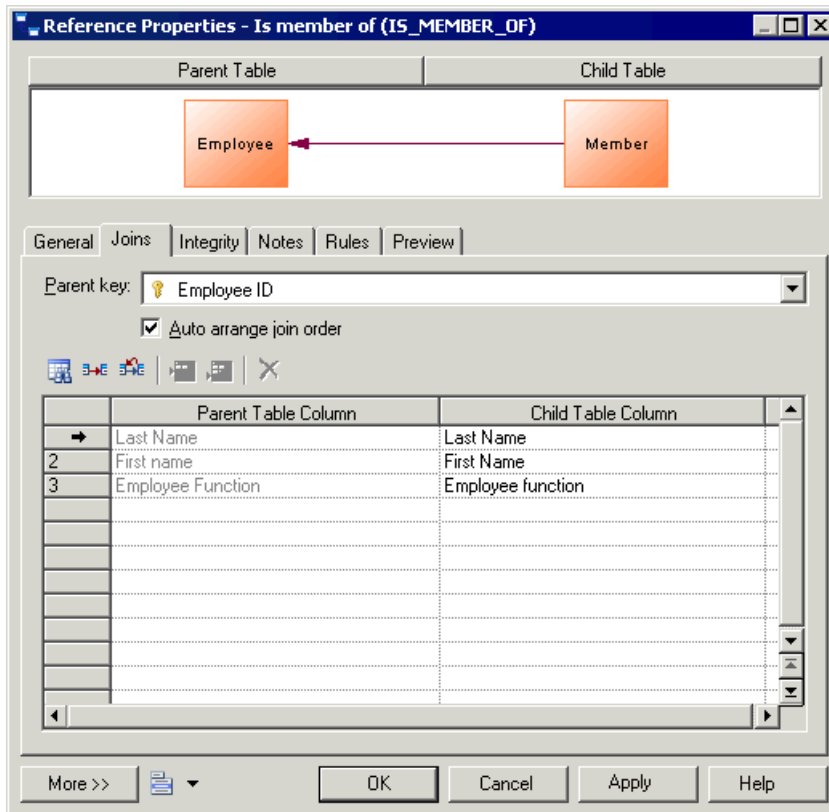 Reference Properties - Is member of (IS_MEMBER_OF)
Parent Table Child Table
Employee Member
General Joins Integrity Notes Rules Preview
Parent key: Employee ID
Auto arrange join order
Parent Table Column Child Table Column
Last Name Last Name
2 First name First Name
3 Employee Function Employee function
More >> OK Cancel Apply Help